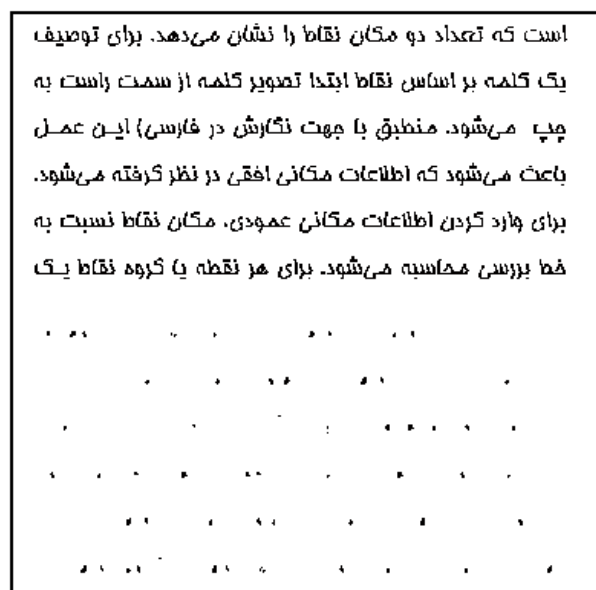 است که تعداد دو مکان نقاط را نشان می‌دهد. برای توصیف
یک کلمه بر اساس نقاط ابتدا تصویر کلمه از سمت راست به
چپ می‌شود. منطبق با جهت نگارش در فارسی) این عمل
باعث می‌شود که اطلاعات مکانی افقی در نظر گرفته می‌شود.
برای وارد کردن اطلاعات مکانی عمودی، مکان نقاط نسبت به
خط بررسی محاسبه می‌شود. برای هر نقطه یا گروه نقاط یک